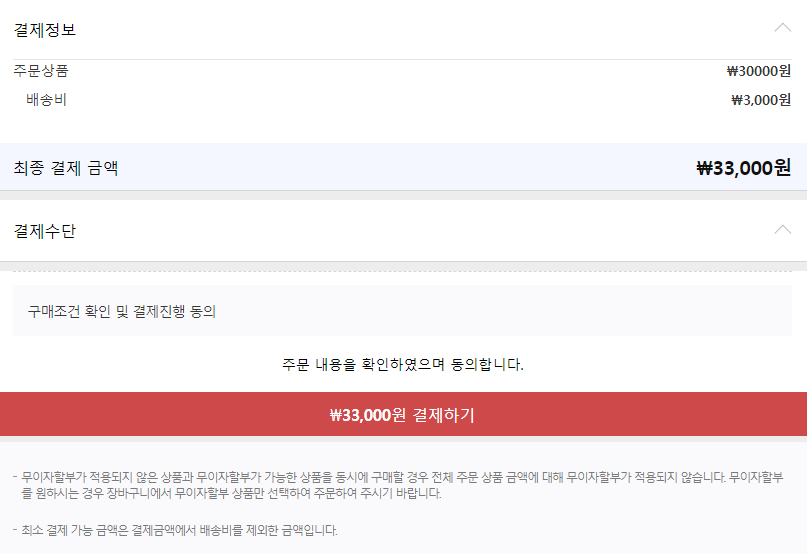 결제정보
주문상품 ₩30000원
배송비 ₩3,000원
최종 결제 금액 ₩33,000원
결제수단
구매조건 확인 및 결제진행 동의
주문 내용을 확인하였으며 동의합니다.
₩33,000원 결제하기
- 무이자할부가 적용되지 않은 상품과 무이자할부가 가능한 상품을 동시에 구매할 경우 전체 주문 상품 금액에 대해 무이자할부가 적용되지 않습니다. 무이자할부
를 원하시는 경우 장바구니에서 무이자할부 상품만 선택하여 주문하여 주시기 바랍니다.
- 최소 결제 가능 금액은 결제금액에서 배송비를 제외한 금액입니다.